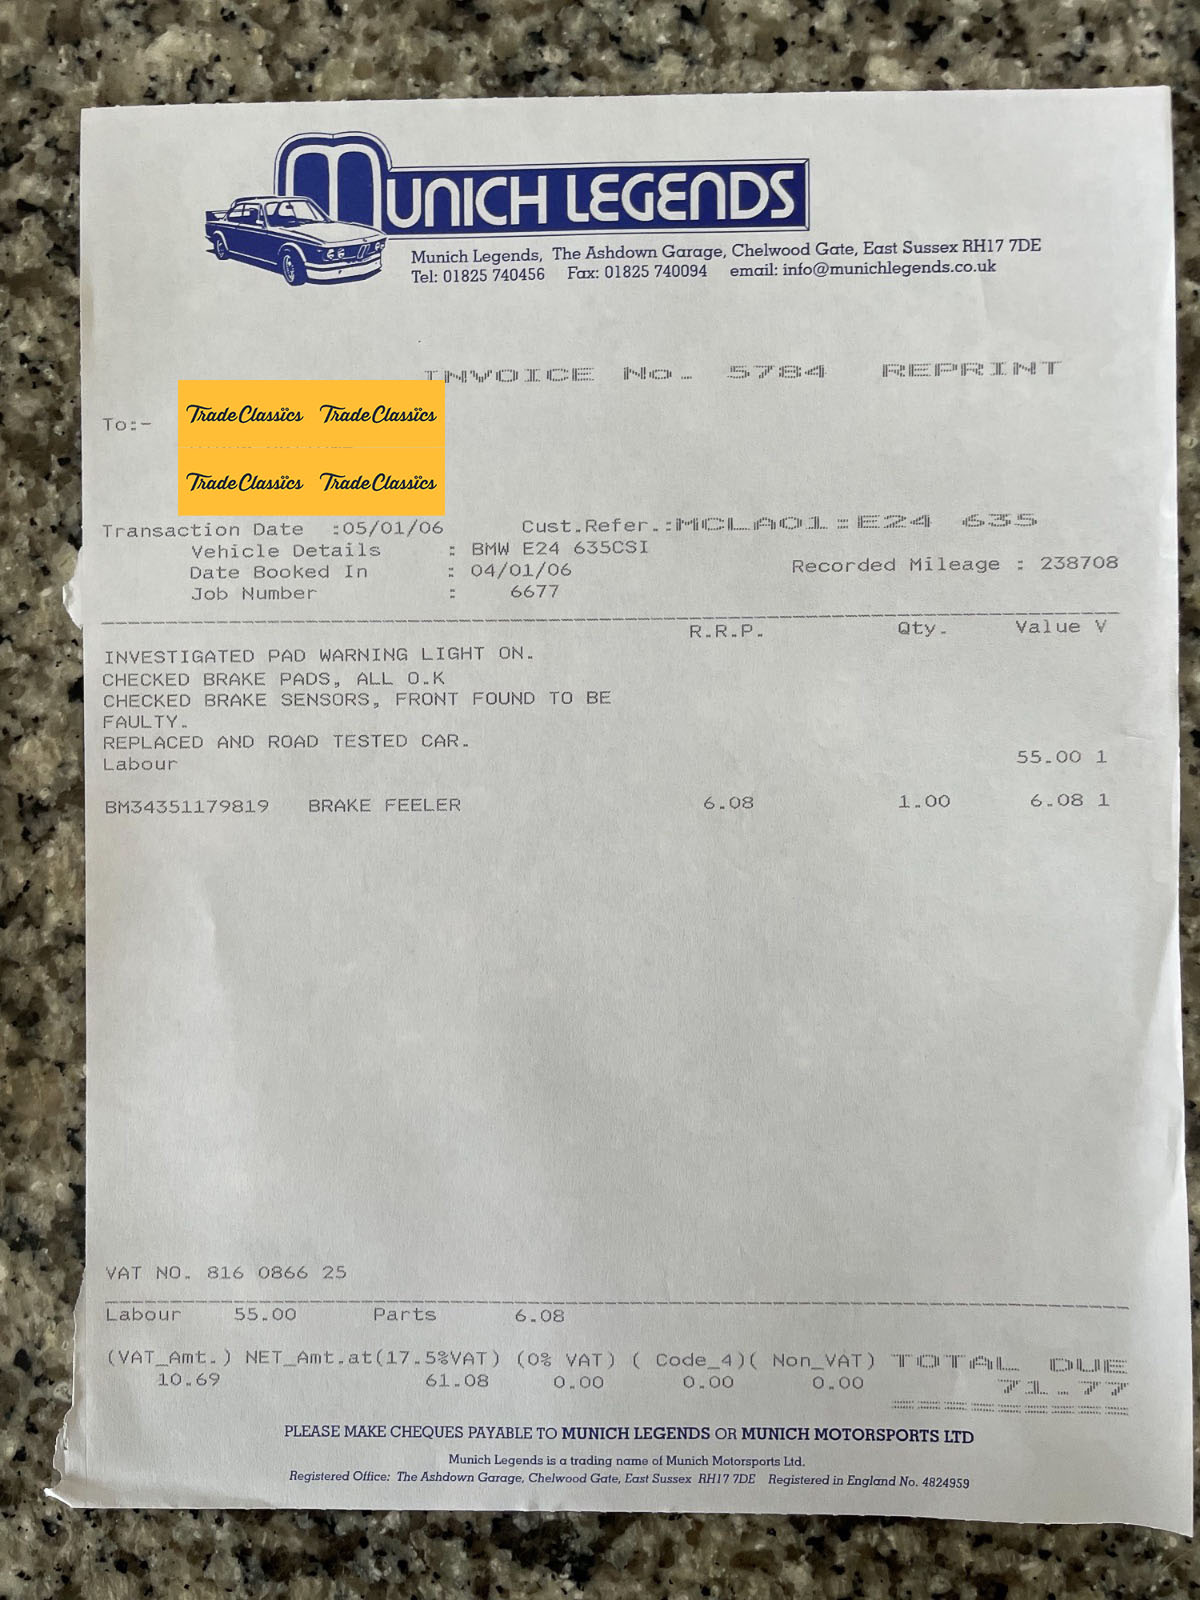 MUNICH LEGENDS
Munich Legends, The Ashdown Garage, Chelwood Gate, East Sussex RH17 7DE
Tel: 01825 740456 Fax: 01825 740094 email: info@munichlegends.co.uk
INVOICE No. 5784 REPRINT
To:-
TradeClassics TradeClassics
TradeClassics TradeClassics
Transaction Date :05/01/06 Cust.Refer.:MCLA01:E24 635
Vehicle Details : BMW E24 635CSI
Date Booked In : 04/01/06 Recorded Mileage : 238708
Job Number : 6677
R.R.P. Qty. Value V
INVESTIGATED PAD WARNING LIGHT ON.
CHECKED BRAKE PADS, ALL O.K
CHECKED BRAKE SENSORS, FRONT FOUND TO BE
FAULTY.
REPLACED AND ROAD TESTED CAR.
Labour 55.00 1
BM34351179819 BRAKE FEELER 6.08 1.00 6.08 1
VAT NO. 816 0866 25
Labour 55.00 Parts 6.08
(VAT_Amt.) NET_Amt.at(17.5%VAT) (0% VAT) ( Code_4)( Non_VAT) TOTAL DUE
10.69 61.08 0.00 0.00 0.00 71.77
PLEASE MAKE CHEQUES PAYABLE TO MUNICH LEGENDS OR MUNICH MOTORSPORTS LTD
Munich Legends is a trading name of Munich Motorsports Ltd.
Registered Office: The Ashdown Garage, Chelwood Gate, East Sussex RH17 7DE Registered in England No. 4824959